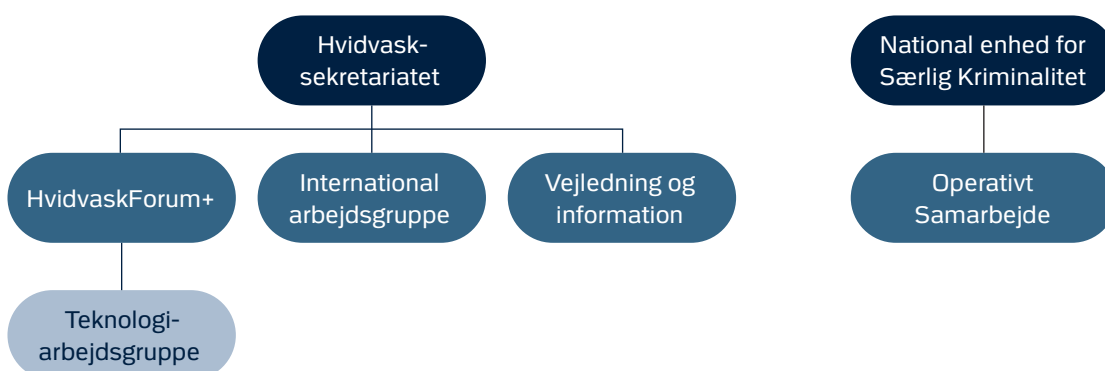 Hvidvask-
sekretariatet
National enhed for
Særlig Kriminalitet
HvidvaskForum+
International
arbejdsgruppe
Vejledning og
information
Operativt
Samarbejde
Teknologi-
arbejdsgruppe